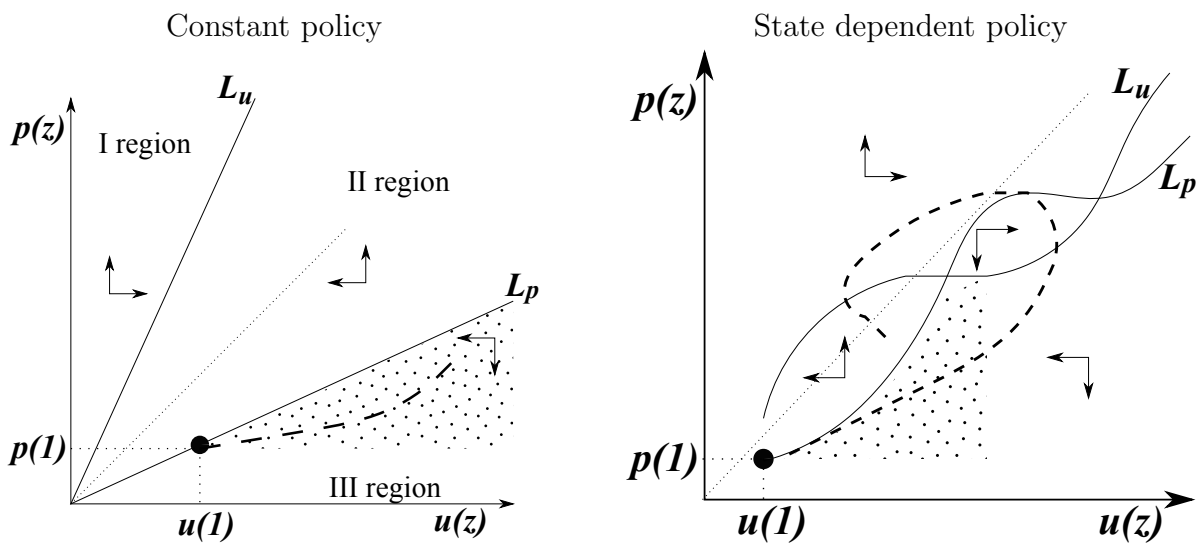 Constant policy
L_u
p(z)
I region
II region
L_p
p(1)
III region
u(1)
u(z)
State dependent policy
L_u
p(z)
L_p
p(1)
u(1)
u(z)